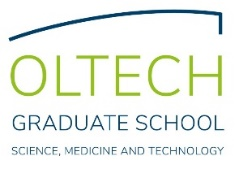 OLTECH
GRADUATE SCHOOL
SCIENCE, MEDICINE AND TECHNOLOGY